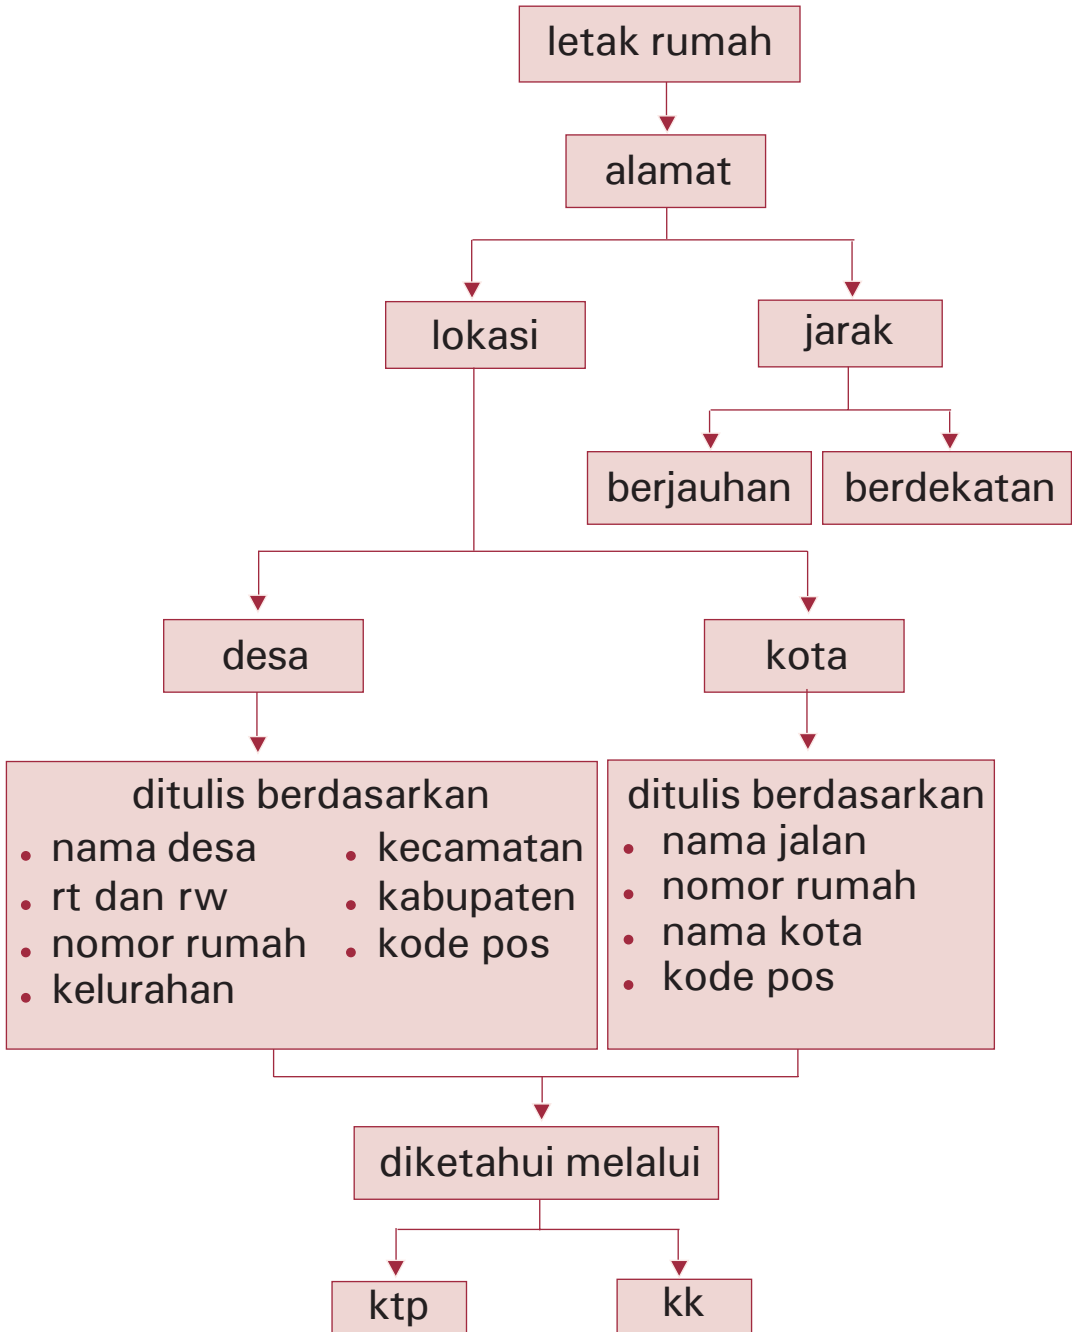 letak rumah
alamat
lokasi
jarak
berjauhan
berdekatan
desa
kota
ditulis berdasarkan
• nama desa
• rt dan rw
• nomor rumah
• kelurahan
• kecamatan
• kabupaten
• kode pos
ditulis berdasarkan
• nama jalan
• nomor rumah
• nama kota
• kode pos
diketahui melalui
ktp
kk